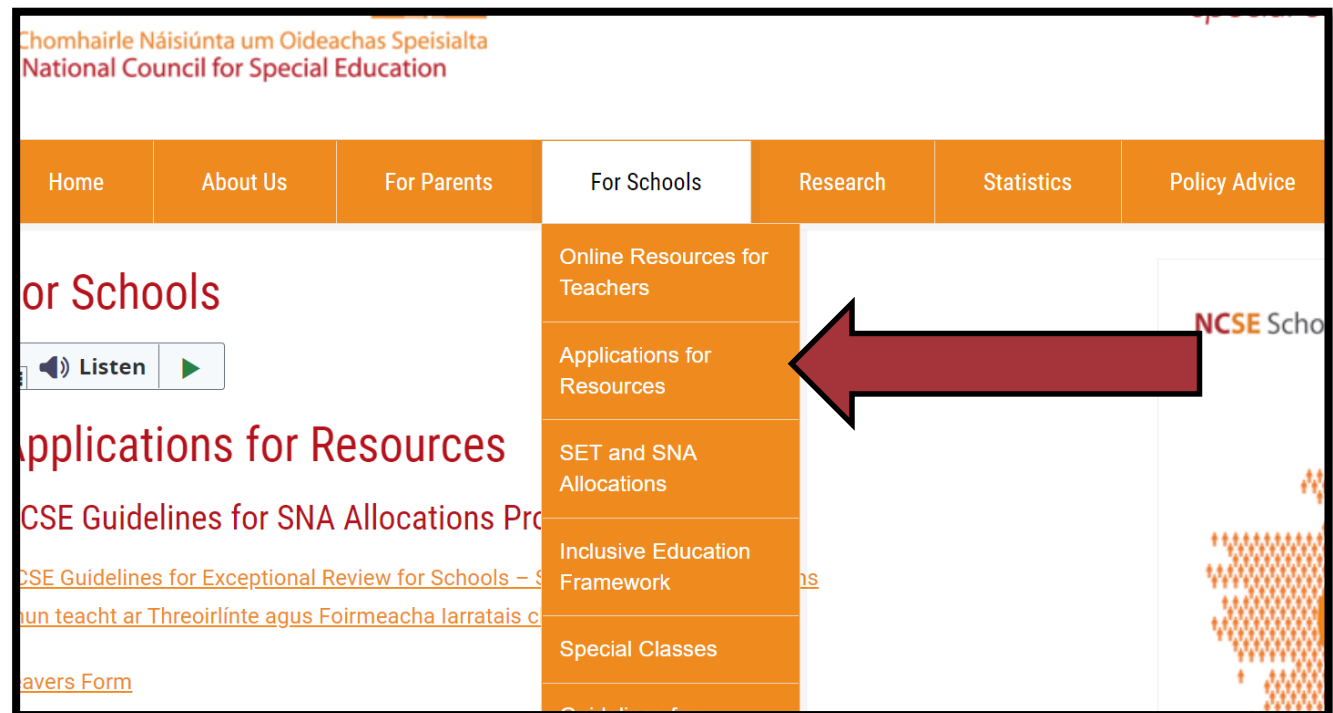 Chomhairle Náisiúnta um Oideachas Speisialta
National Council for Special Education
Home
About Us
For Parents
For Schools
Research
Statistics
Policy Advice
Online Resources for
Teachers
Applications for
Resources
SET and SNA
Allocations
Inclusive Education
Framework
Special Classes
or Schools
Listen
Applications for Resources
CSE Guidelines for SNA Allocations Pro
CSE Guidelines for Exceptional Review for Schools –
hun teacht ar Threoirlínte agus Foirmeacha Iarratais
eavers Form
NCSE Scho